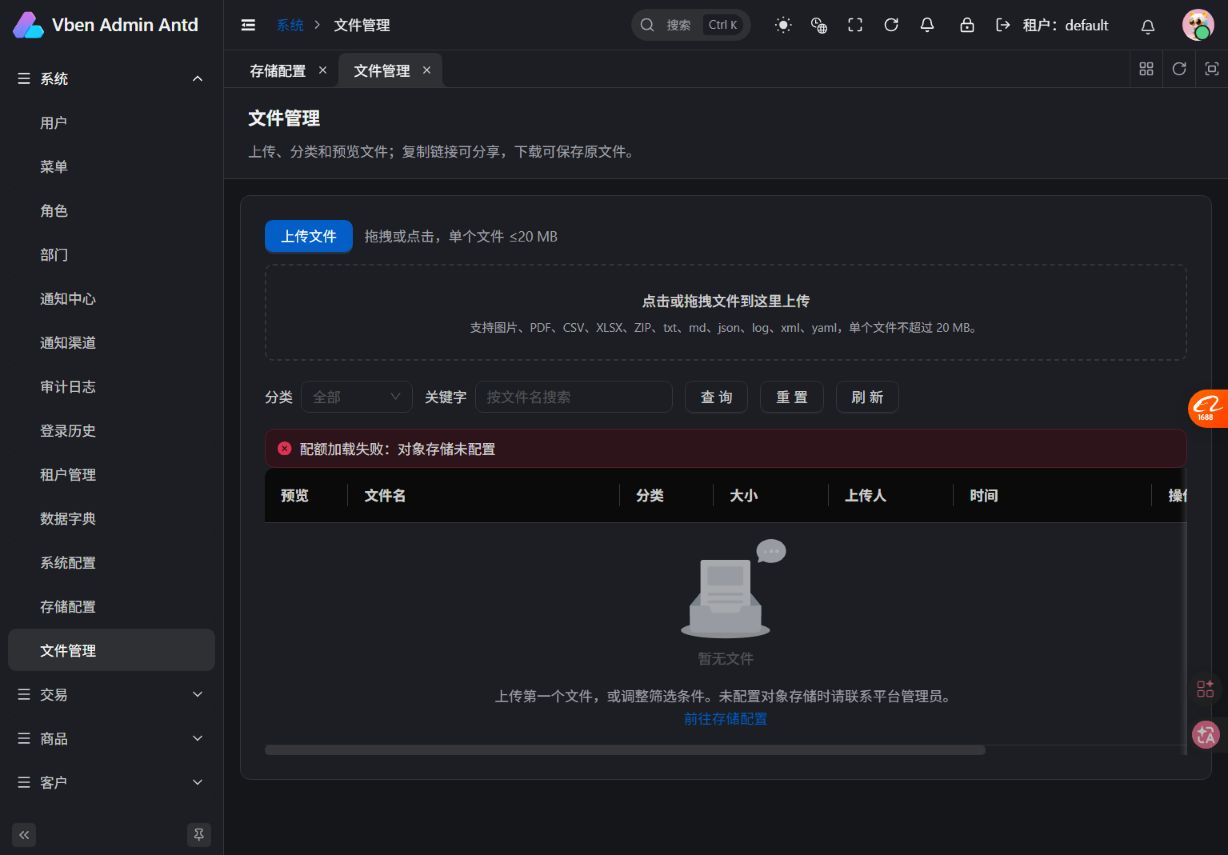 Vben Admin Antd
系统 > 文件管理
搜索 Ctrl K
租户：default
存储配置 ×
文件管理 ×
系统
用户
菜单
角色
部门
通知中心
通知渠道
审计日志
登录历史
租户管理
数据字典
系统配置
存储配置
文件管理
交易
商品
客户
文件管理
上传、分类和预览文件；复制链接可分享，下载可保存原文件。
上传文件 拖拽或点击，单个文件 ≤20 MB
点击或拖拽文件到这里上传
支持图片、PDF、CSV、XLSX、ZIP、txt、md、json、log、xml、yaml，单个文件不超过 20 MB。
分类 全部 关键字 按文件名搜索 查询 重置 刷新
配额加载失败：对象存储未配置
预览 文件名 分类 大小 上传人 时间 操作
暂无文件
上传第一个文件，或调整筛选条件。未配置对象存储时请联系平台管理员。
前往存储配置
1688